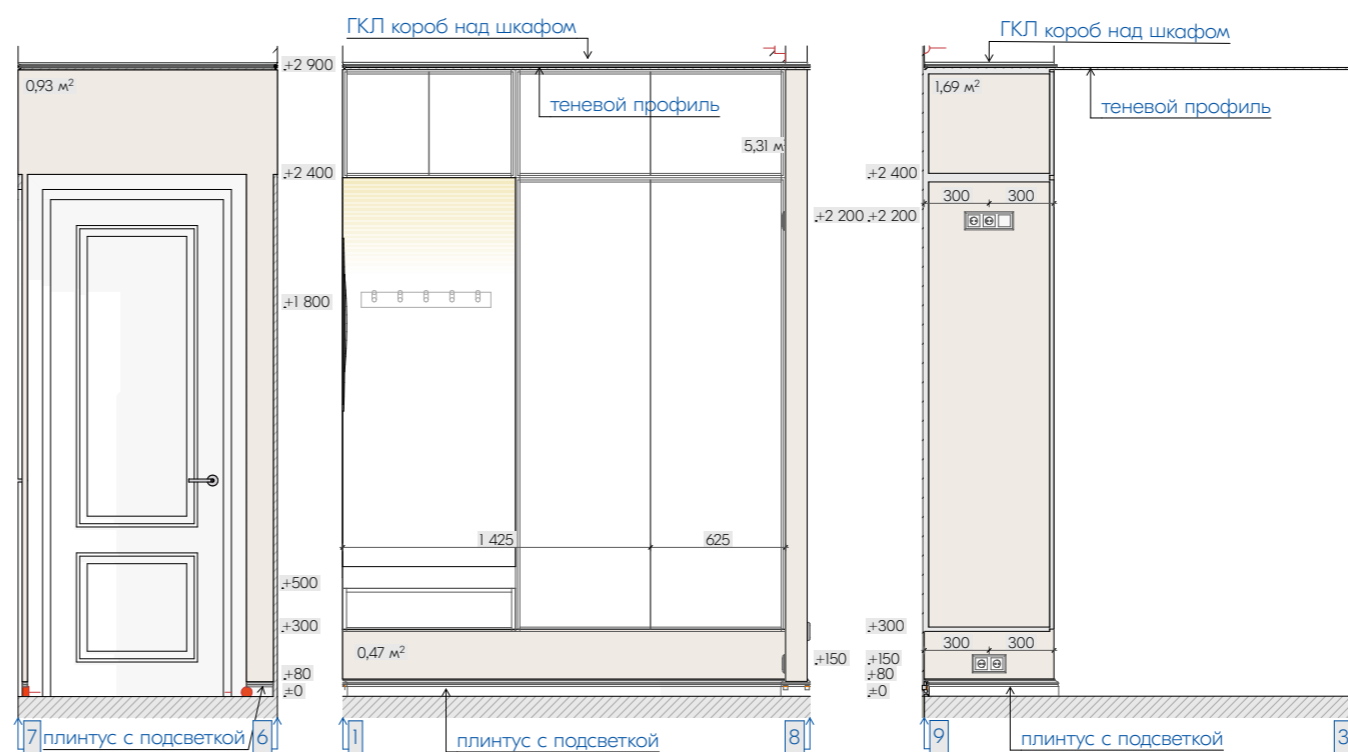 ГКЛ короб над шкафом
ГКЛ короб над шкафом
+2 900
0,93 м²
1,69 м²
теневой профиль
теневой профиль
5,31 м
+2 400
+2 400
300
300
+2 200
+2 200
+1 800
1 425
625
+500
+300
+300
300
300
0,47 м²
+150
+150
+80
+80
±0
±0
7
плинтус с подсветкой
6
1
плинтус с подсветкой
8
9
плинтус с подсветкой
3